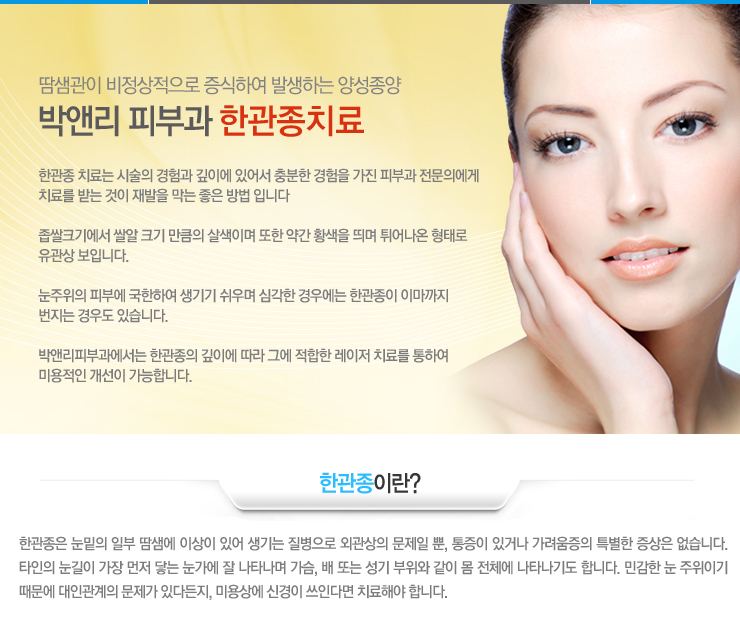 땀샘관이 비정상적으로 증식하여 발생하는 양성종양
박앤리 피부과 한관종치료
한관종 치료는 시술의 경험과 깊이에 있어서 충분한 경험을 가진 피부과 전문의에게
치료를 받는 것이 재발을 막는 좋은 방법 입니다
좁쌀크기에서 쌀알 크기 만큼의 살색이며 또한 약간 황색을 띄며 튀어나온 형태로
유관상 보입니다.
눈주위의 피부에 국한하여 생기기 쉬우며 심각한 경우에는 한관종이 이마까지
번지는 경우도 있습니다.
박앤리피부과에서는 한관종의 깊이에 따라 그에 적합한 레이저 치료를 통하여
미용적인 개선이 가능합니다.
한관종이란?
한관종은 눈밑의 일부 땀샘에 이상이 있어 생기는 질병으로 외관상의 문제일 뿐, 통증이 있거나 가려움증의 특별한 증상은 없습니다.
타인의 눈길이 가장 먼저 닿는 눈가에 잘 나타나며 가슴, 배 또는 성기 부위와 같이 몸 전체에 나타나기도 합니다. 민감한 눈 주위이기
때문에 대인관계의 문제가 있다든지, 미용상에 신경이 쓰인다면 치료해야 합니다.